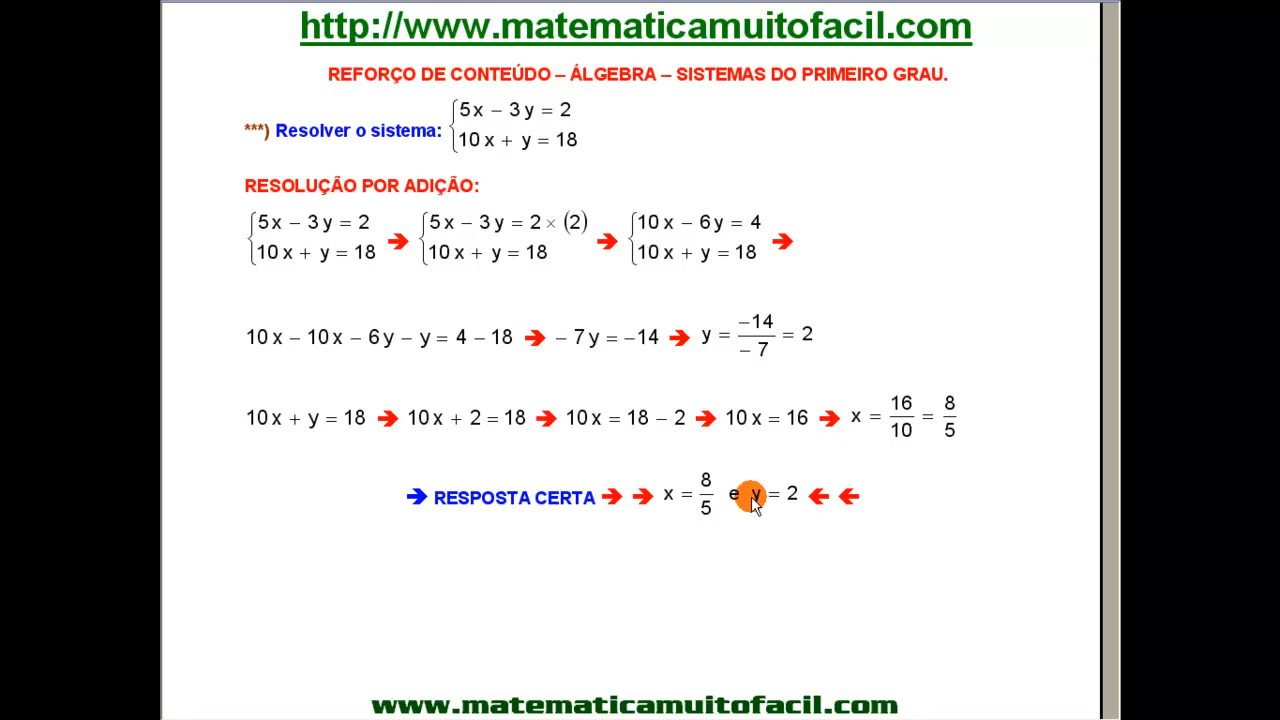 http://www.matematicamuitofacil.com
REFORÇO DE CONTEÚDO – ÁLGEBRA – SISTEMAS DO PRIMEIRO GRAU.
***) Resolver o sistema: {5x − 3y = 2
10x + y = 18
RESOLUÇÃO POR ADIÇÃO:
{5x − 3y = 2 ➔ {5x − 3y = 2 × (2) ➔ {10x − 6y = 4 ➔
10x + y = 18 10x + y = 18 10x + y = 18
10x − 10x − 6y − y = 4 − 18 ➔ − 7y = −14 ➔ y = −14/− 7 = 2
10x + y = 18 ➔ 10x + 2 = 18 ➔ 10x = 18 − 2 ➔ 10x = 16 ➔ x = 16/10 = 8/5
➔ RESPOSTA CERTA ➔ ➔ x = 8/5 e y = 2 🡸 🡸
www.matematicamuitofacil.com